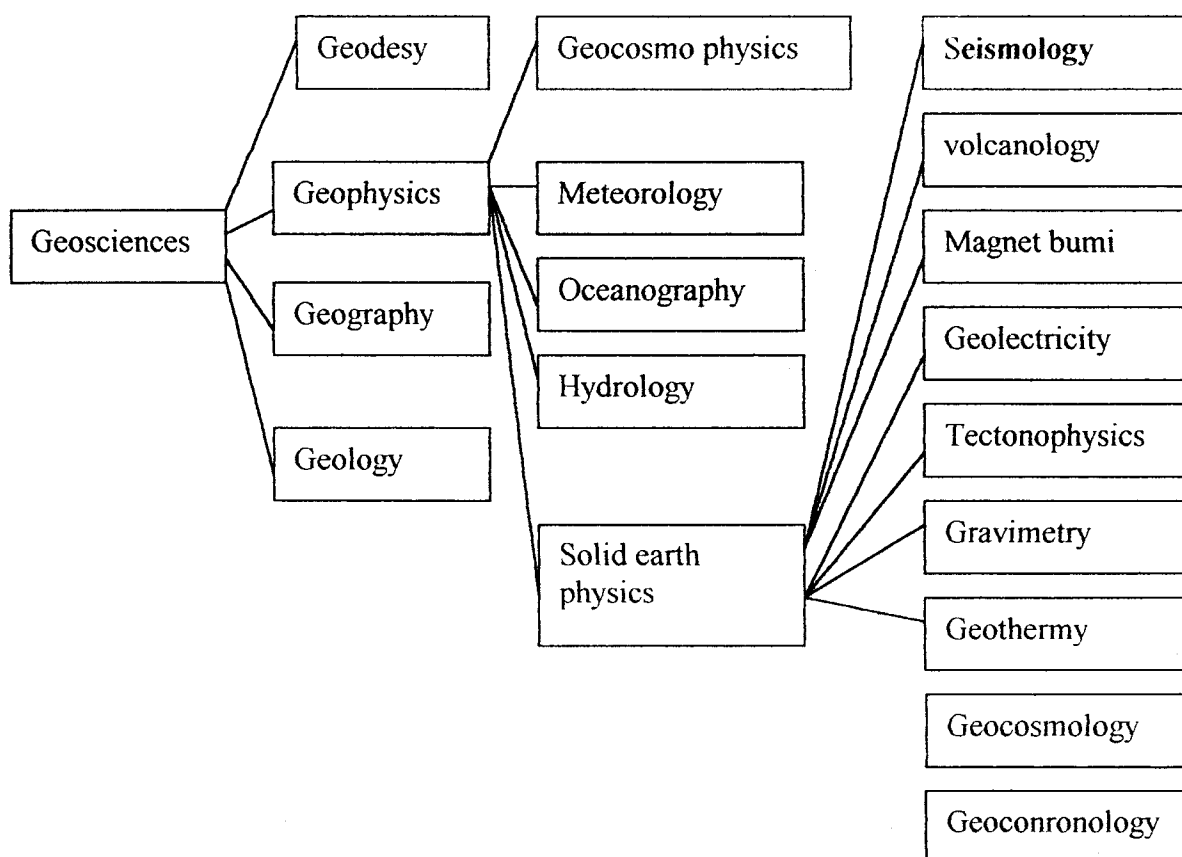 Geodesy
Geocosmo physics
Seismology
volcanology
Geophysics
Meteorology
Geosciences
Magnet bumi
Oceanography
Geography
Geolectricity
Hydrology
Tectonophysics
Geology
Gravimetry
Solid earth
physics
Geothermy
Geocosmology
Geoconronology